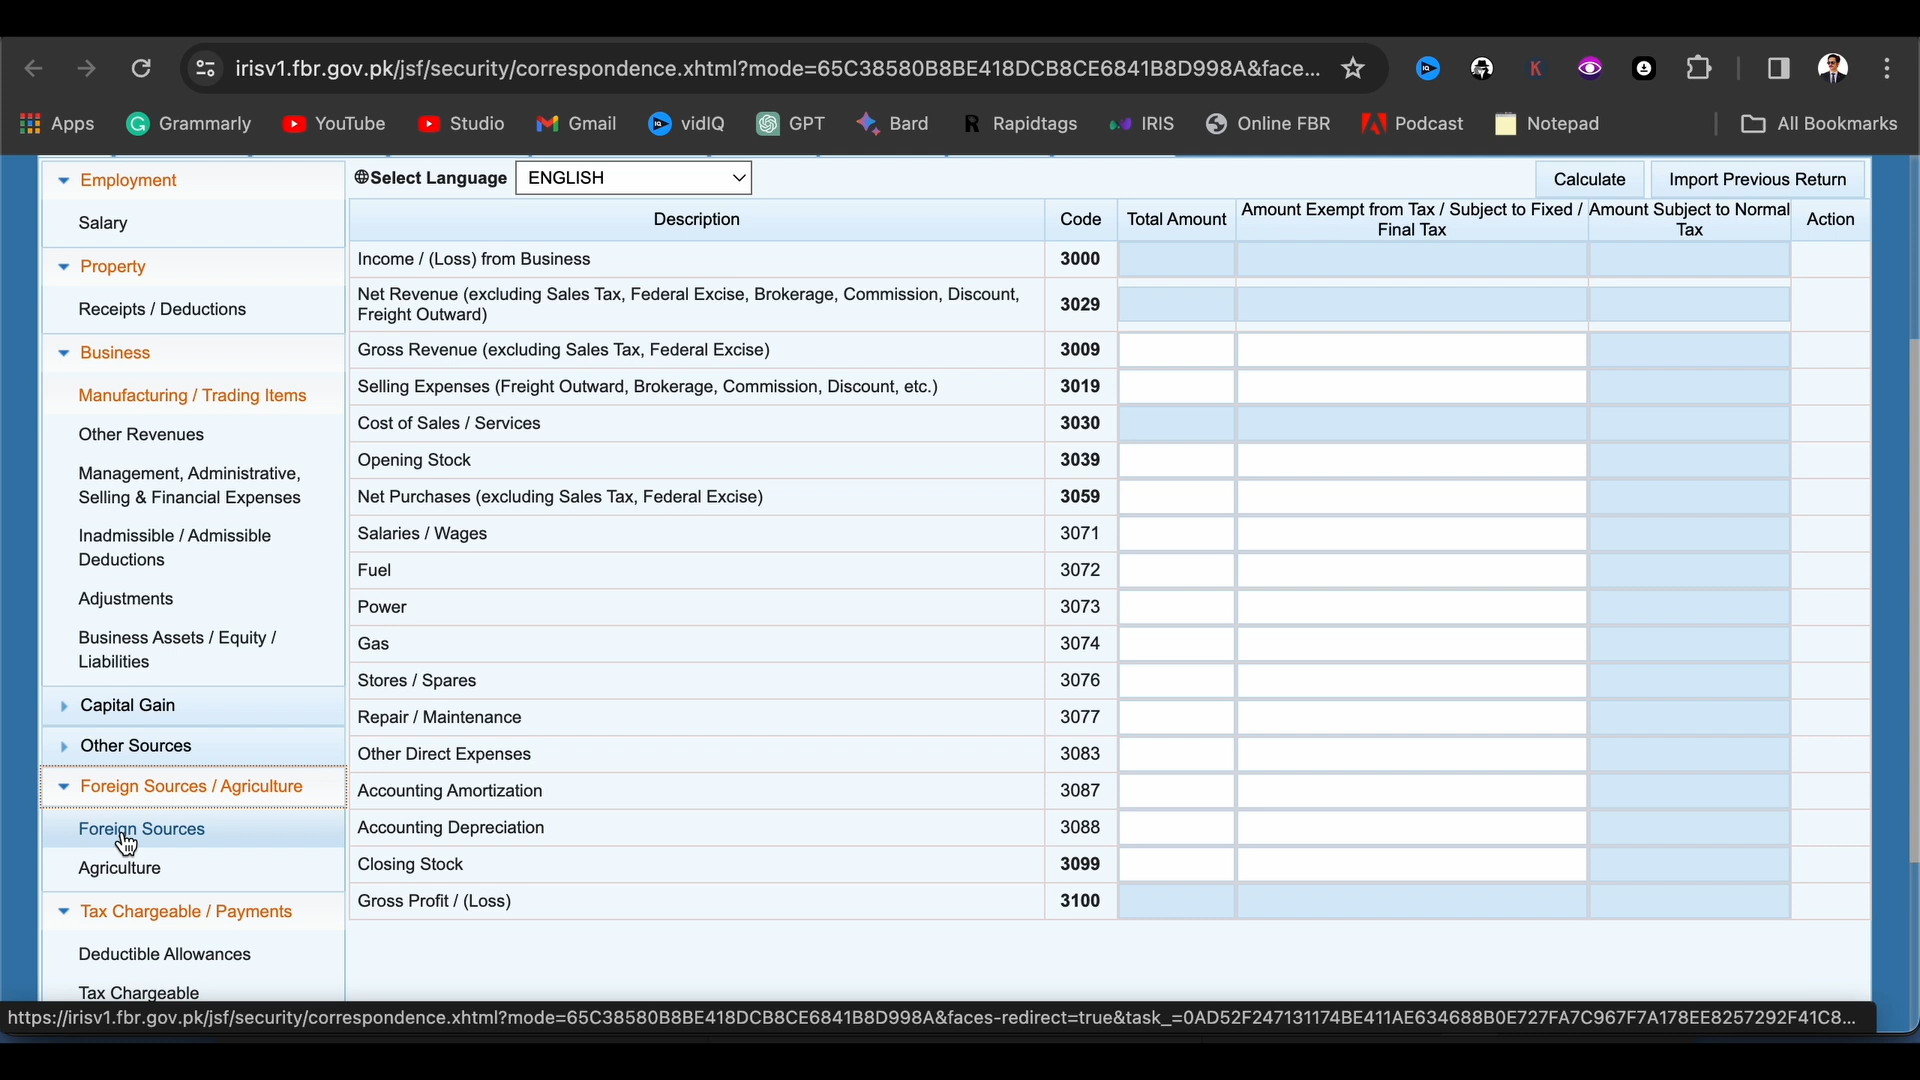 irisv1.fbr.gov.pk/jsf/security/correspondence.xhtml?mode=65C38580B8BE418DCB8CE6841B8D998A&face...
Apps Grammarly YouTube Studio Gmail vidIQ GPT Bard Rapidtags IRIS Online FBR Podcast Notepad All Bookmarks
Employment
Salary
Property
Receipts / Deductions
Business
Manufacturing / Trading Items
Other Revenues
Management, Administrative,
Selling & Financial Expenses
Inadmissible / Admissible
Deductions
Adjustments
Business Assets / Equity /
Liabilities
Capital Gain
Other Sources
Foreign Sources / Agriculture
Foreign Sources
Agriculture
Tax Chargeable / Payments
Deductible Allowances
Tax Chargeable
Select Language ENGLISH Calculate Import Previous Return
Description Code Total Amount Amount Exempt from Tax / Subject to Fixed / Final Tax Amount Subject to Normal Tax Action
Income / (Loss) from Business 3000
Net Revenue (excluding Sales Tax, Federal Excise, Brokerage, Commission, Discount,
Freight Outward) 3029
Gross Revenue (excluding Sales Tax, Federal Excise) 3009
Selling Expenses (Freight Outward, Brokerage, Commission, Discount, etc.) 3019
Cost of Sales / Services 3030
Opening Stock 3039
Net Purchases (excluding Sales Tax, Federal Excise) 3059
Salaries / Wages 3071
Fuel 3072
Power 3073
Gas 3074
Stores / Spares 3076
Repair / Maintenance 3077
Other Direct Expenses 3083
Accounting Amortization 3087
Accounting Depreciation 3088
Closing Stock 3099
Gross Profit / (Loss) 3100
https://irisv1.fbr.gov.pk/jsf/security/correspondence.xhtml?mode=65C38580B8BE418DCB8CE6841B8D998A&faces-redirect=true&task_=0AD52F247131174BE411AE634688B0E727FA7C967F7A178EE8257292F41C8...